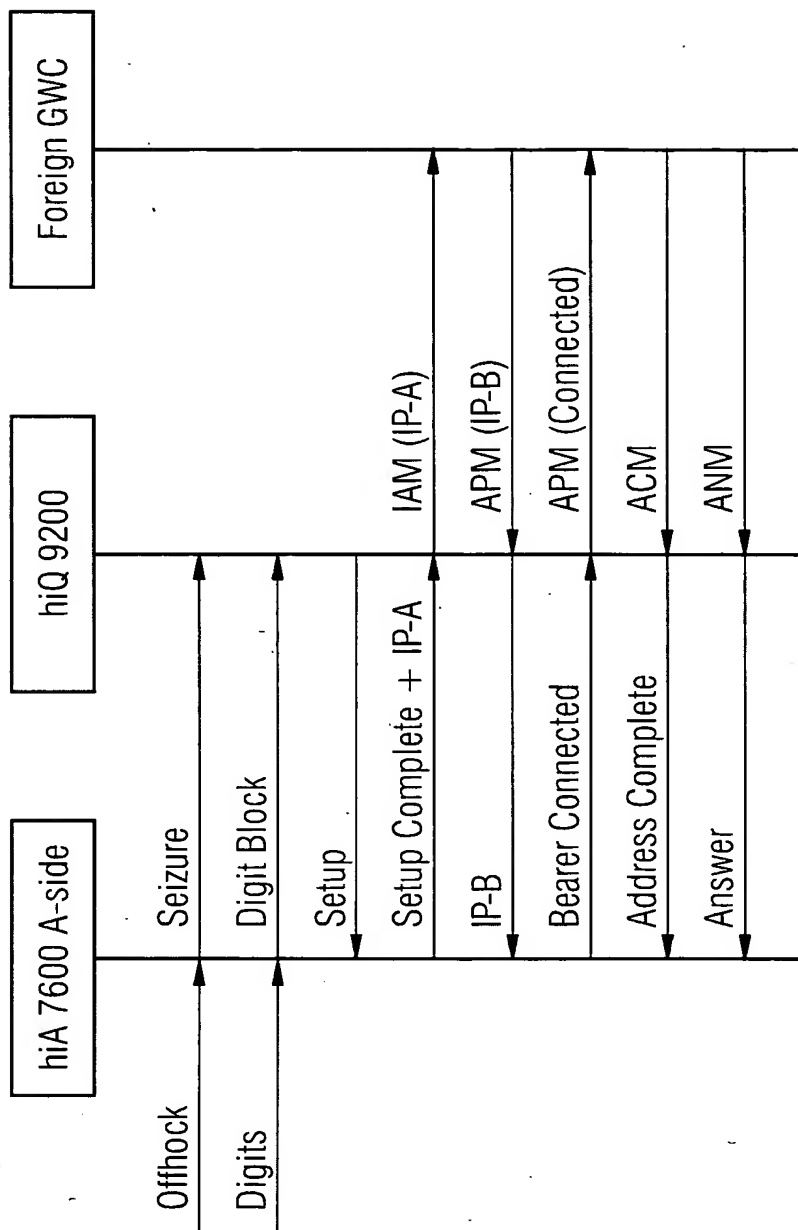 hiA 7600 A-side
hiQ 9200
Foreign GWC
Offhock
Seizure
Digits
Digit Block
Setup
Setup Complete + IP-A
IAM (IP-A)
IP-B
APM (IP-B)
Bearer Connected
APM (Connected)
Address Complete
ACM
Answer
ANM